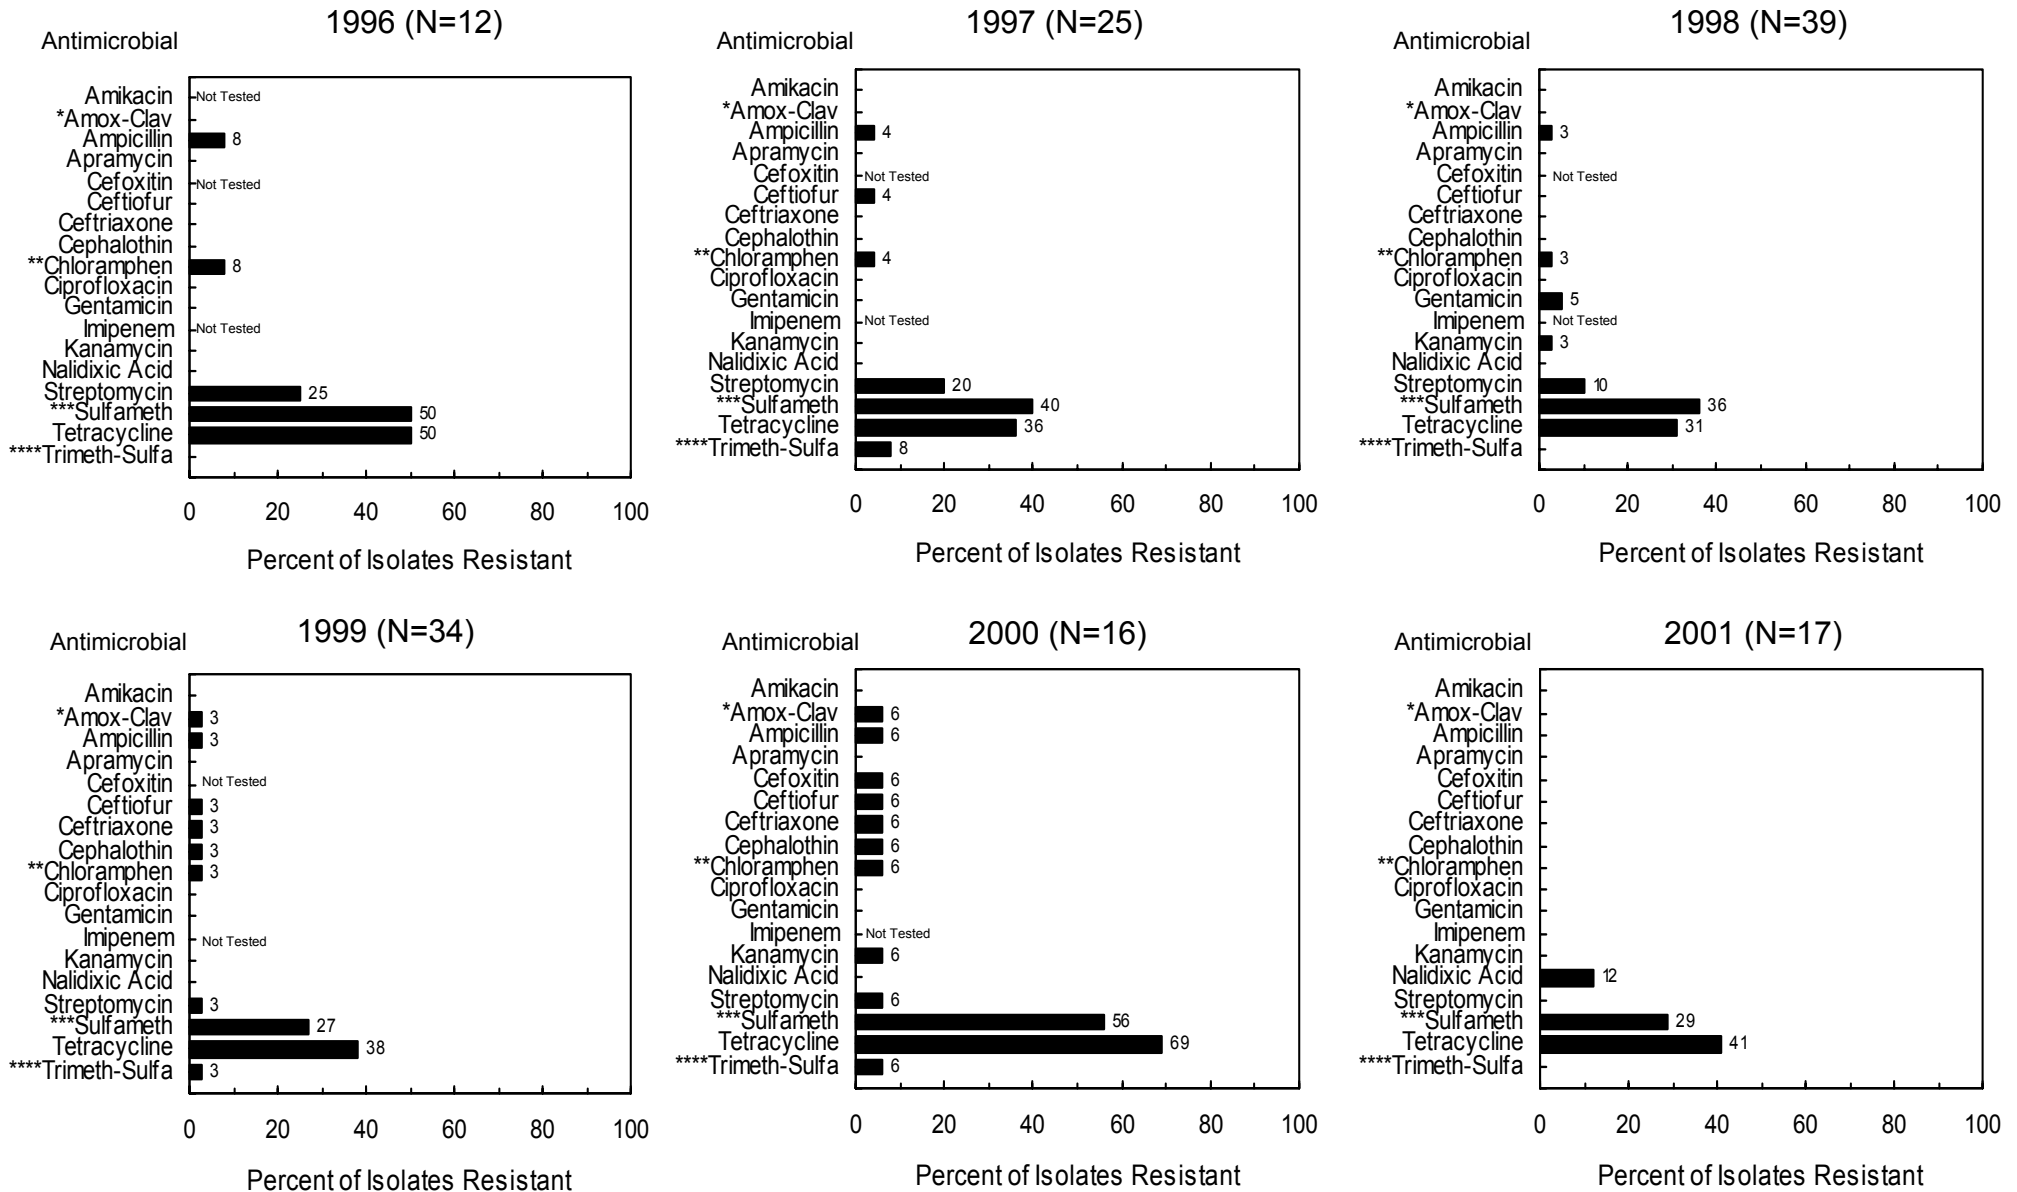 1996 (N=12)
Antimicrobial
Amikacin Not Tested
*Amox-Clav
Ampicillin 8
Apramycin
Cefoxitin Not Tested
Ceftiofur
Ceftriaxone
Cephalothin
**Chloramphen 8
Ciprofloxacin
Gentamicin
Imipenem Not Tested
Kanamycin
Nalidixic Acid
Streptomycin 25
***Sulfameth 50
Tetracycline 50
****Trimeth-Sulfa
0 20 40 60 80 100
Percent of Isolates Resistant
1997 (N=25)
Antimicrobial
Amikacin
*Amox-Clav
Ampicillin 4
Apramycin
Cefoxitin Not Tested
Ceftiofur 4
Ceftriaxone
Cephalothin
**Chloramphen 4
Ciprofloxacin
Gentamicin
Imipenem Not Tested
Kanamycin
Nalidixic Acid
Streptomycin 20
***Sulfameth 40
Tetracycline 36
****Trimeth-Sulfa 8
0 20 40 60 80 100
Percent of Isolates Resistant
1998 (N=39)
Antimicrobial
Amikacin
*Amox-Clav
Ampicillin 3
Apramycin
Cefoxitin Not Tested
Ceftiofur
Ceftriaxone
Cephalothin
**Chloramphen 3
Ciprofloxacin
Gentamicin 5
Imipenem Not Tested
Kanamycin 3
Nalidixic Acid
Streptomycin 10
***Sulfameth 36
Tetracycline 31
****Trimeth-Sulfa
0 20 40 60 80 100
Percent of Isolates Resistant
1999 (N=34)
Antimicrobial
Amikacin
*Amox-Clav 3
Ampicillin 3
Apramycin
Cefoxitin Not Tested
Ceftiofur 3
Ceftriaxone 3
Cephalothin 3
**Chloramphen 3
Ciprofloxacin
Gentamicin
Imipenem Not Tested
Kanamycin
Nalidixic Acid
Streptomycin 3
***Sulfameth 27
Tetracycline 38
****Trimeth-Sulfa 3
0 20 40 60 80 100
Percent of Isolates Resistant
2000 (N=16)
Antimicrobial
Amikacin
*Amox-Clav 6
Ampicillin 6
Apramycin
Cefoxitin 6
Ceftiofur 6
Ceftriaxone 6
Cephalothin 6
**Chloramphen 6
Ciprofloxacin
Gentamicin
Imipenem Not Tested
Kanamycin 6
Nalidixic Acid
Streptomycin 6
***Sulfameth 56
Tetracycline 69
****Trimeth-Sulfa 6
0 20 40 60 80 100
Percent of Isolates Resistant
2001 (N=17)
Antimicrobial
Amikacin
*Amox-Clav
Ampicillin
Apramycin
Cefoxitin
Ceftiofur
Ceftriaxone
Cephalothin
**Chloramphen
Ciprofloxacin
Gentamicin
Imipenem
Kanamycin
Nalidixic Acid 12
Streptomycin
***Sulfameth 29
Tetracycline 41
****Trimeth-Sulfa
0 20 40 60 80 100
Percent of Isolates Resistant